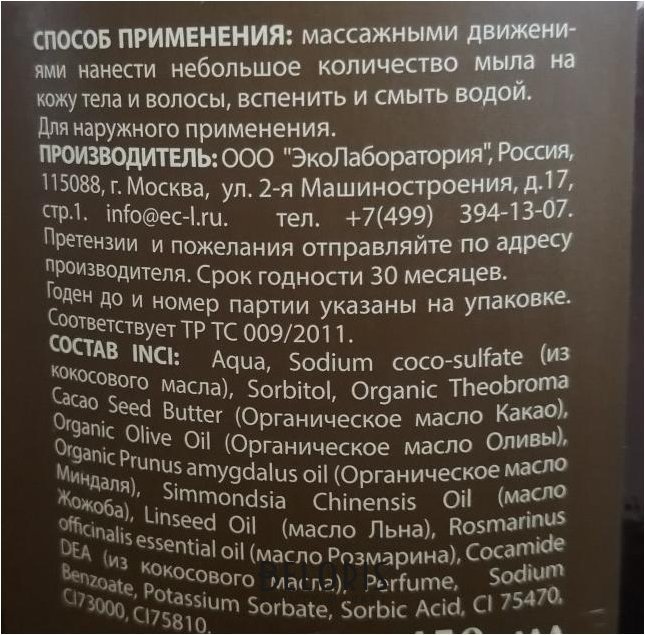 СПОСОБ ПРИМЕНЕНИЯ: массажными движени-
ями нанести небольшое количество мыла на
кожу тела и волосы, вспенить и смыть водой.
Для наружного применения.
ПРОИЗВОДИТЕЛЬ: ООО "ЭкоЛаборатория", Россия,
115088, г. Москва, ул. 2-я Машиностроения, д.17,
стр.1. info@ec-l.ru. тел. +7(499) 394-13-07.
Претензии и пожелания отправляйте по адресу
производителя. Срок годности 30 месяцев.
Годен до и номер партии указаны на упаковке.
Соответствует ТР ТС 009/2011.
СОСТАВ INCI: Aqua, Sodium coco-sulfate (из
кокосового масла), Sorbitol, Organic Theobroma
Cacao Seed Butter (Органическое масло Какао),
Organic Olive Oil (Органическое масло Оливы),
Organic Prunus amygdalus oil (Органическое масло
Миндаля), Simmondsia Chinensis Oil (масло
Жожоба), Linseed Oil (масло Льна), Rosmarinus
officinalis essential oil (масло Розмарина), Cocamide
DEA (из кокосового масла), Perfume, Sodium
Benzoate, Potassium Sorbate, Sorbic Acid, CI 75470,
CI73000, CI75810.
BELORIS